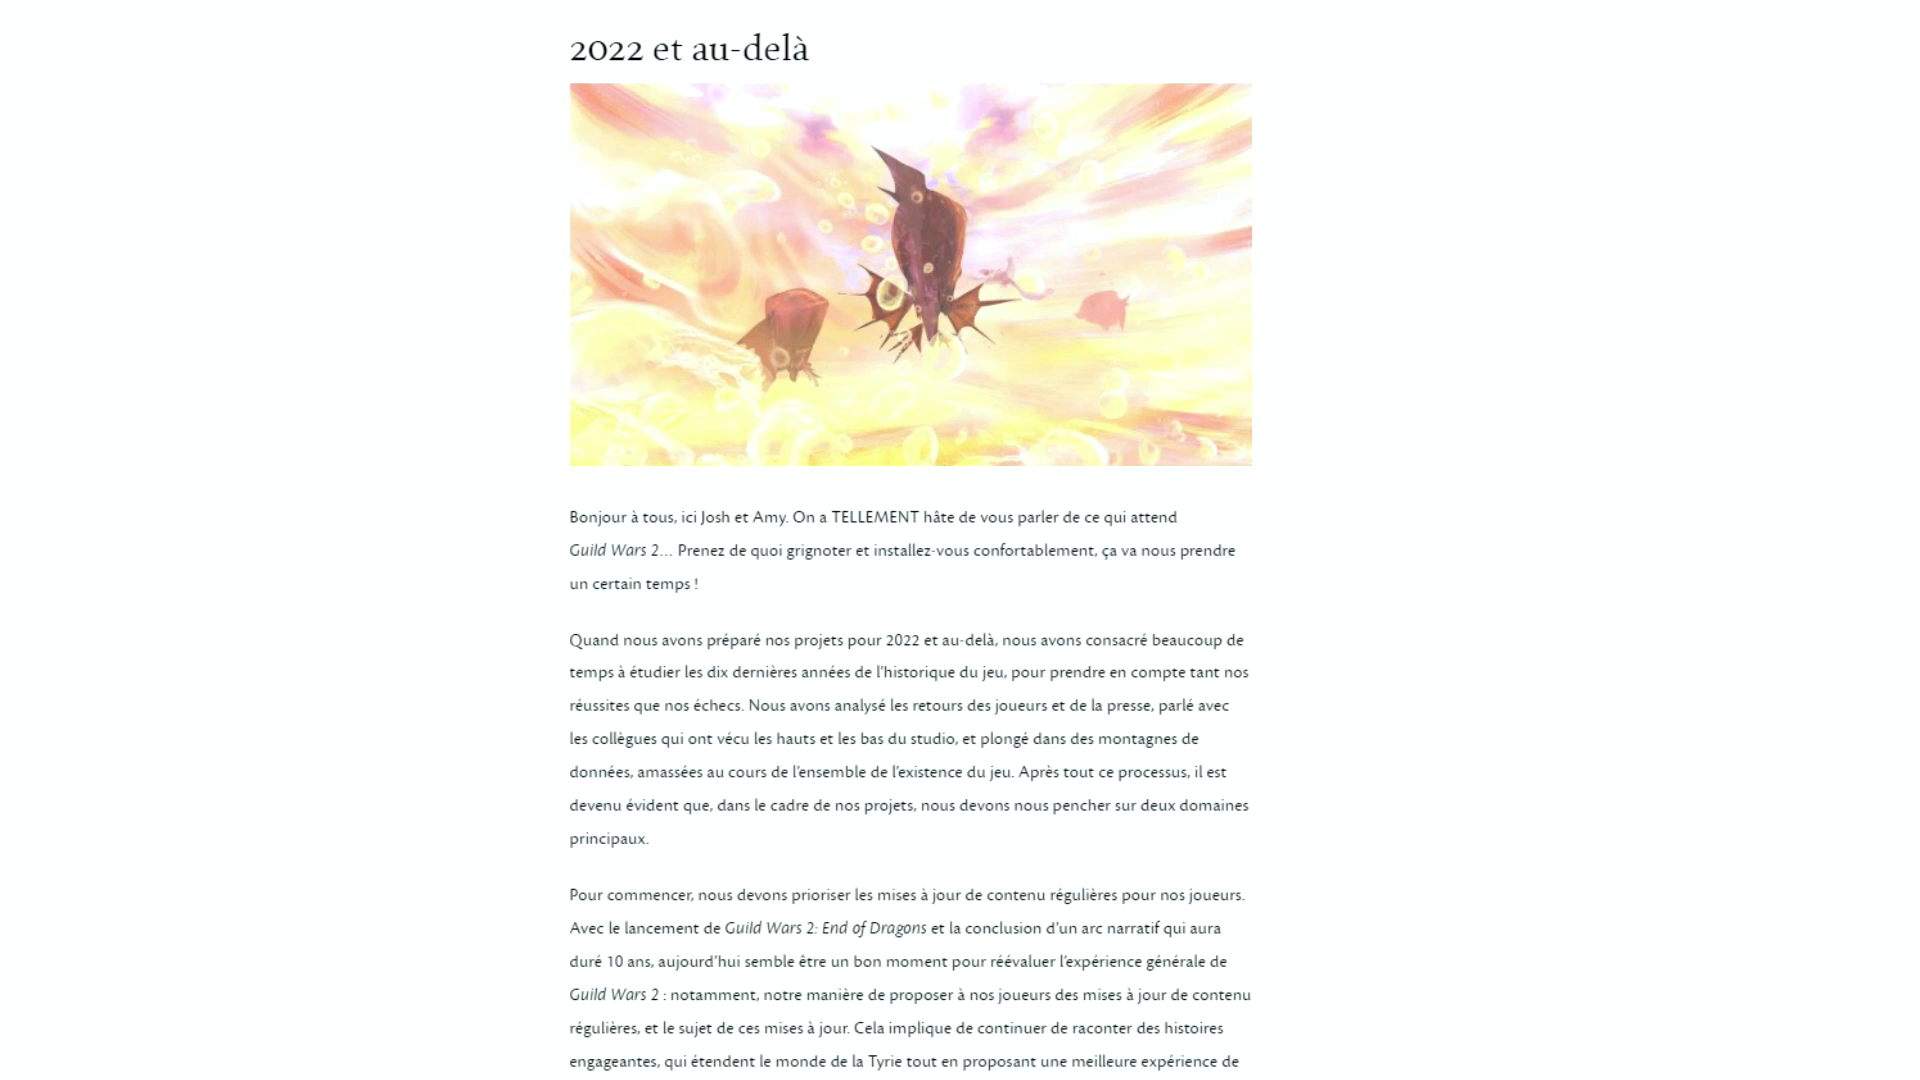 2022 et au-delà
Bonjour à tous, ici Josh et Amy. On a TELLEMENT hâte de vous parler de ce qui attend
Guild Wars 2… Prenez de quoi grignoter et installez-vous confortablement, ça va nous prendre
un certain temps !
Quand nous avons préparé nos projets pour 2022 et au-delà, nous avons consacré beaucoup de
temps à étudier les dix dernières années de l’historique du jeu, pour prendre en compte tant nos
réussites que nos échecs. Nous avons analysé les retours des joueurs et de la presse, parlé avec
les collègues qui ont vécu les hauts et les bas du studio, et plongé dans des montagnes de
données, amassées au cours de l’ensemble de l’existence du jeu. Après tout ce processus, il est
devenu évident que, dans le cadre de nos projets, nous devons nous pencher sur deux domaines
principaux.
Pour commencer, nous devons prioriser les mises à jour de contenu régulières pour nos joueurs.
Avec le lancement de Guild Wars 2: End of Dragons et la conclusion d’un arc narratif qui aura
duré 10 ans, aujourd’hui semble être un bon moment pour réévaluer l’expérience générale de
Guild Wars 2 : notamment, notre manière de proposer à nos joueurs des mises à jour de contenu
régulières, et le sujet de ces mises à jour. Cela implique de continuer de raconter des histoires
engageantes, qui étendent le monde de la Tyrie tout en proposant une meilleure expérience de